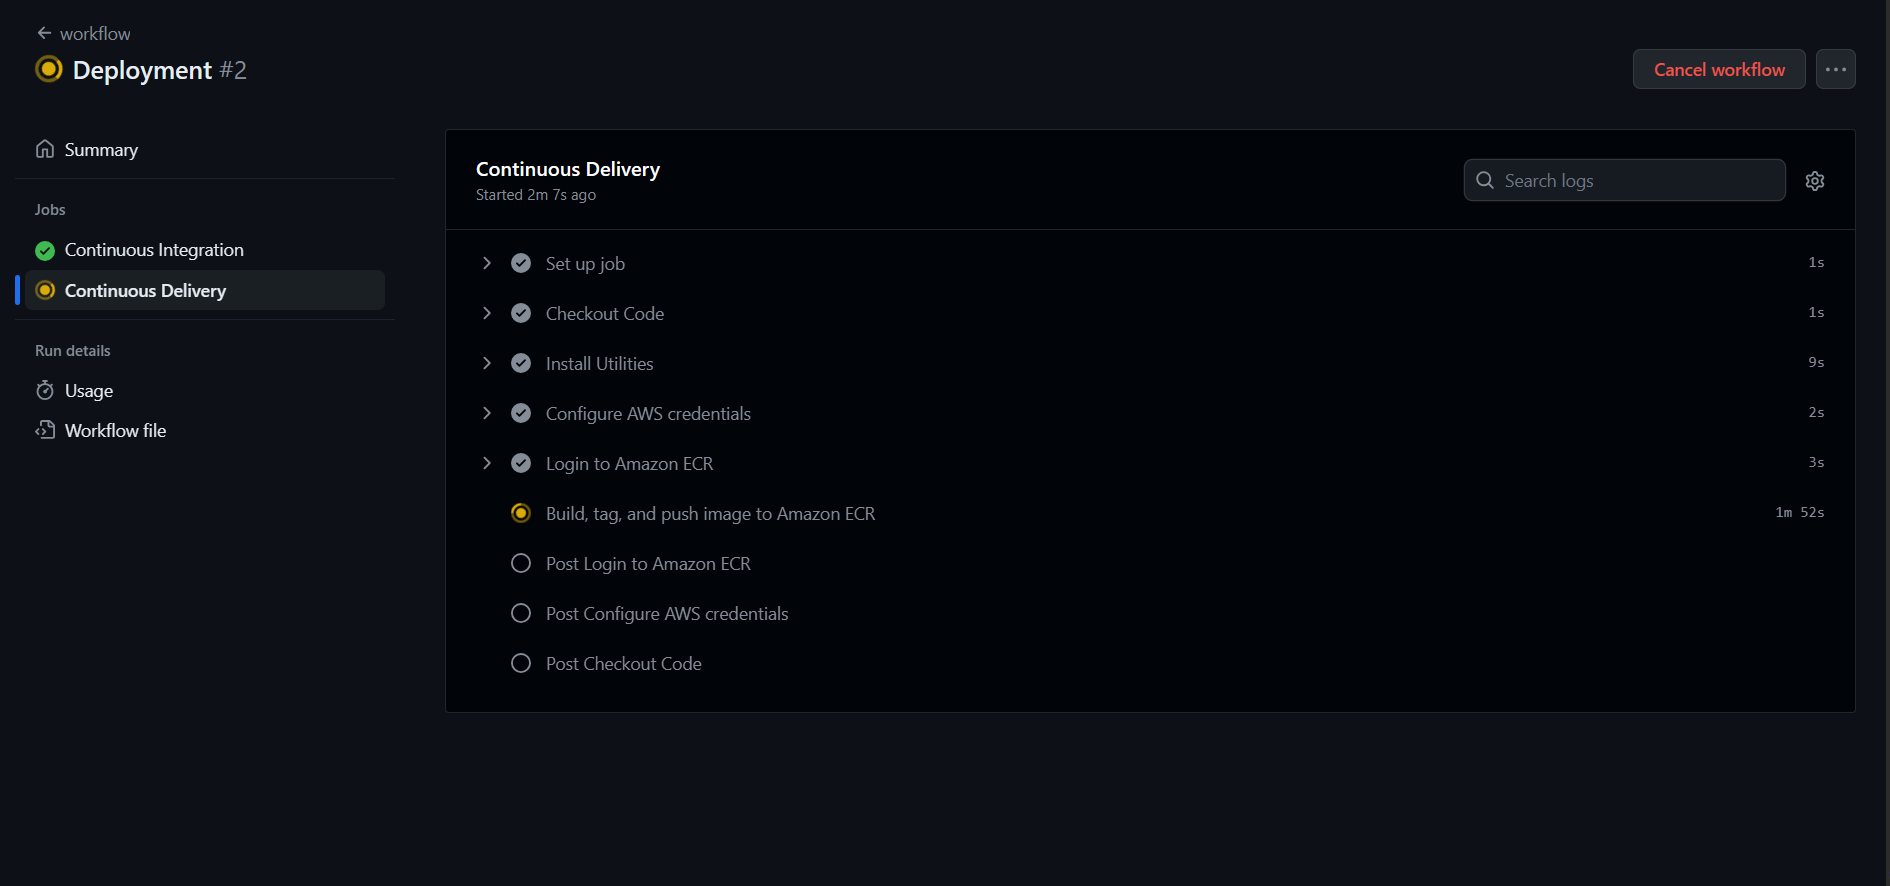 workflow
Deployment #2
Cancel workflow
Summary
Jobs
Continuous Integration
Continuous Delivery
Run details
Usage
Workflow file
Continuous Delivery
Started 2m 7s ago
Search logs
Set up job 1s
Checkout Code 1s
Install Utilities 9s
Configure AWS credentials 2s
Login to Amazon ECR 3s
Build, tag, and push image to Amazon ECR 1m 52s
Post Login to Amazon ECR
Post Configure AWS credentials
Post Checkout Code